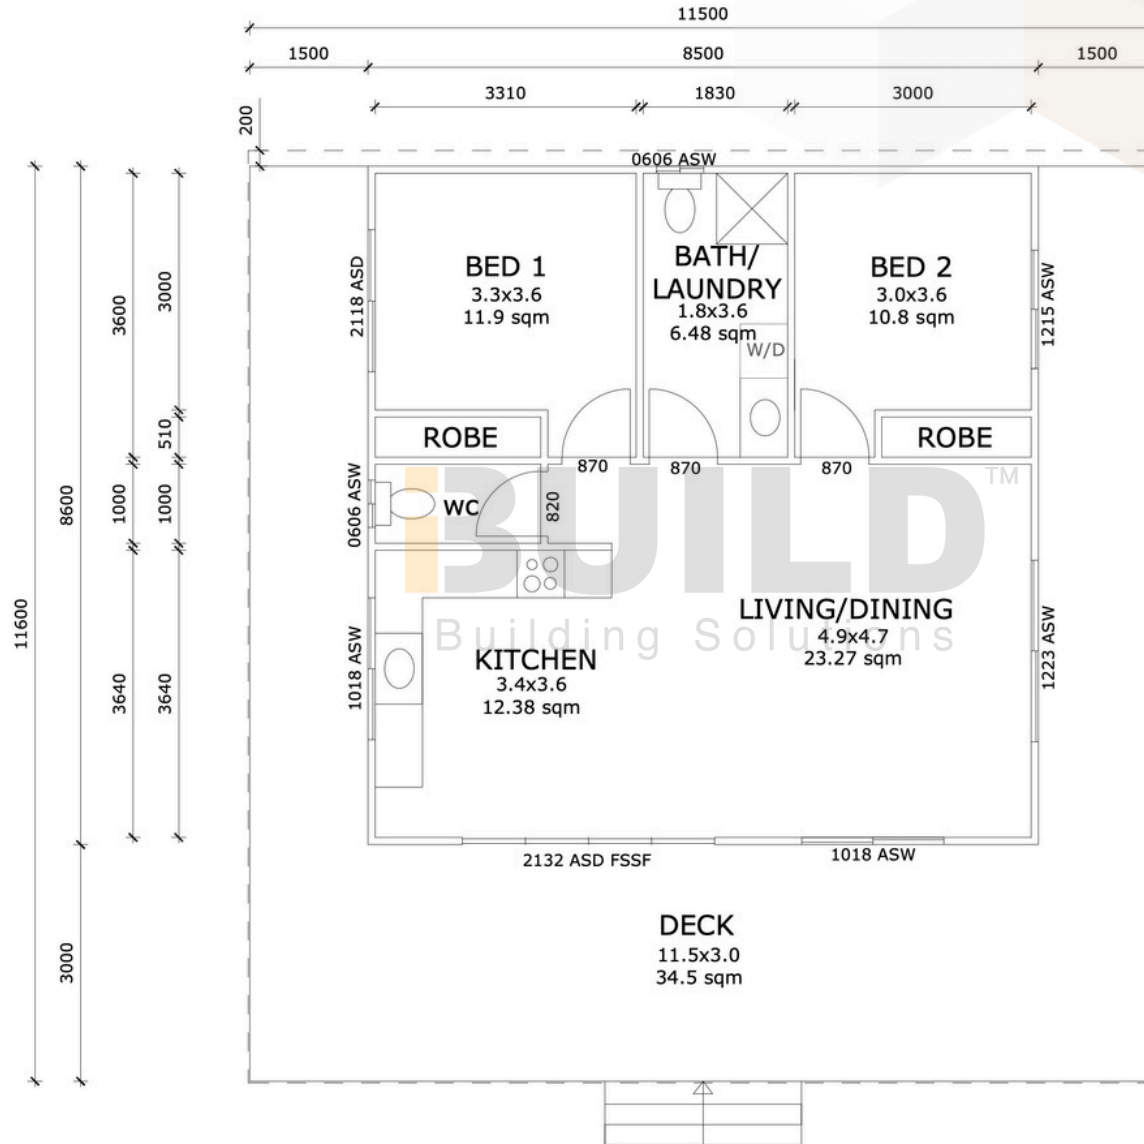 11500
1500
8500
1500
3310
1830
3000
200
0606 ASW
BED 1
3.3x3.6
11.9 sqm
BATH/
LAUNDRY
1.8x3.6
6.48 sqm
W/D
BED 2
3.0x3.6
10.8 sqm
2118 ASD
1215 ASW
3600
3000
510
ROBE
ROBE
870
870
870
8600
1000
1000
0606 ASW
WC
820
iBUILD™
Building Solutions
11600
LIVING/DINING
4.9x4.7
23.27 sqm
1223 ASW
KITCHEN
3.4x3.6
12.38 sqm
1018 ASW
3640
3640
2132 ASD FSSF
1018 ASW
DECK
11.5x3.0
34.5 sqm
3000